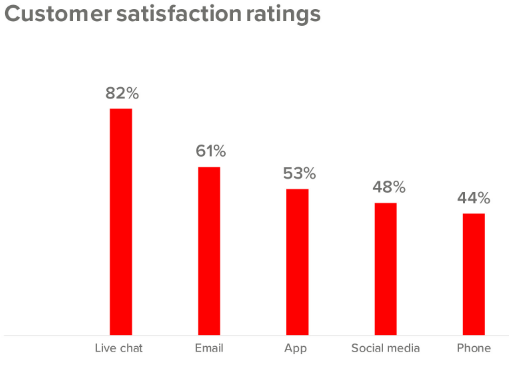 Customer satisfaction ratings
82%
61%
53%
48%
44%
Live chat
Email
App
Social media
Phone